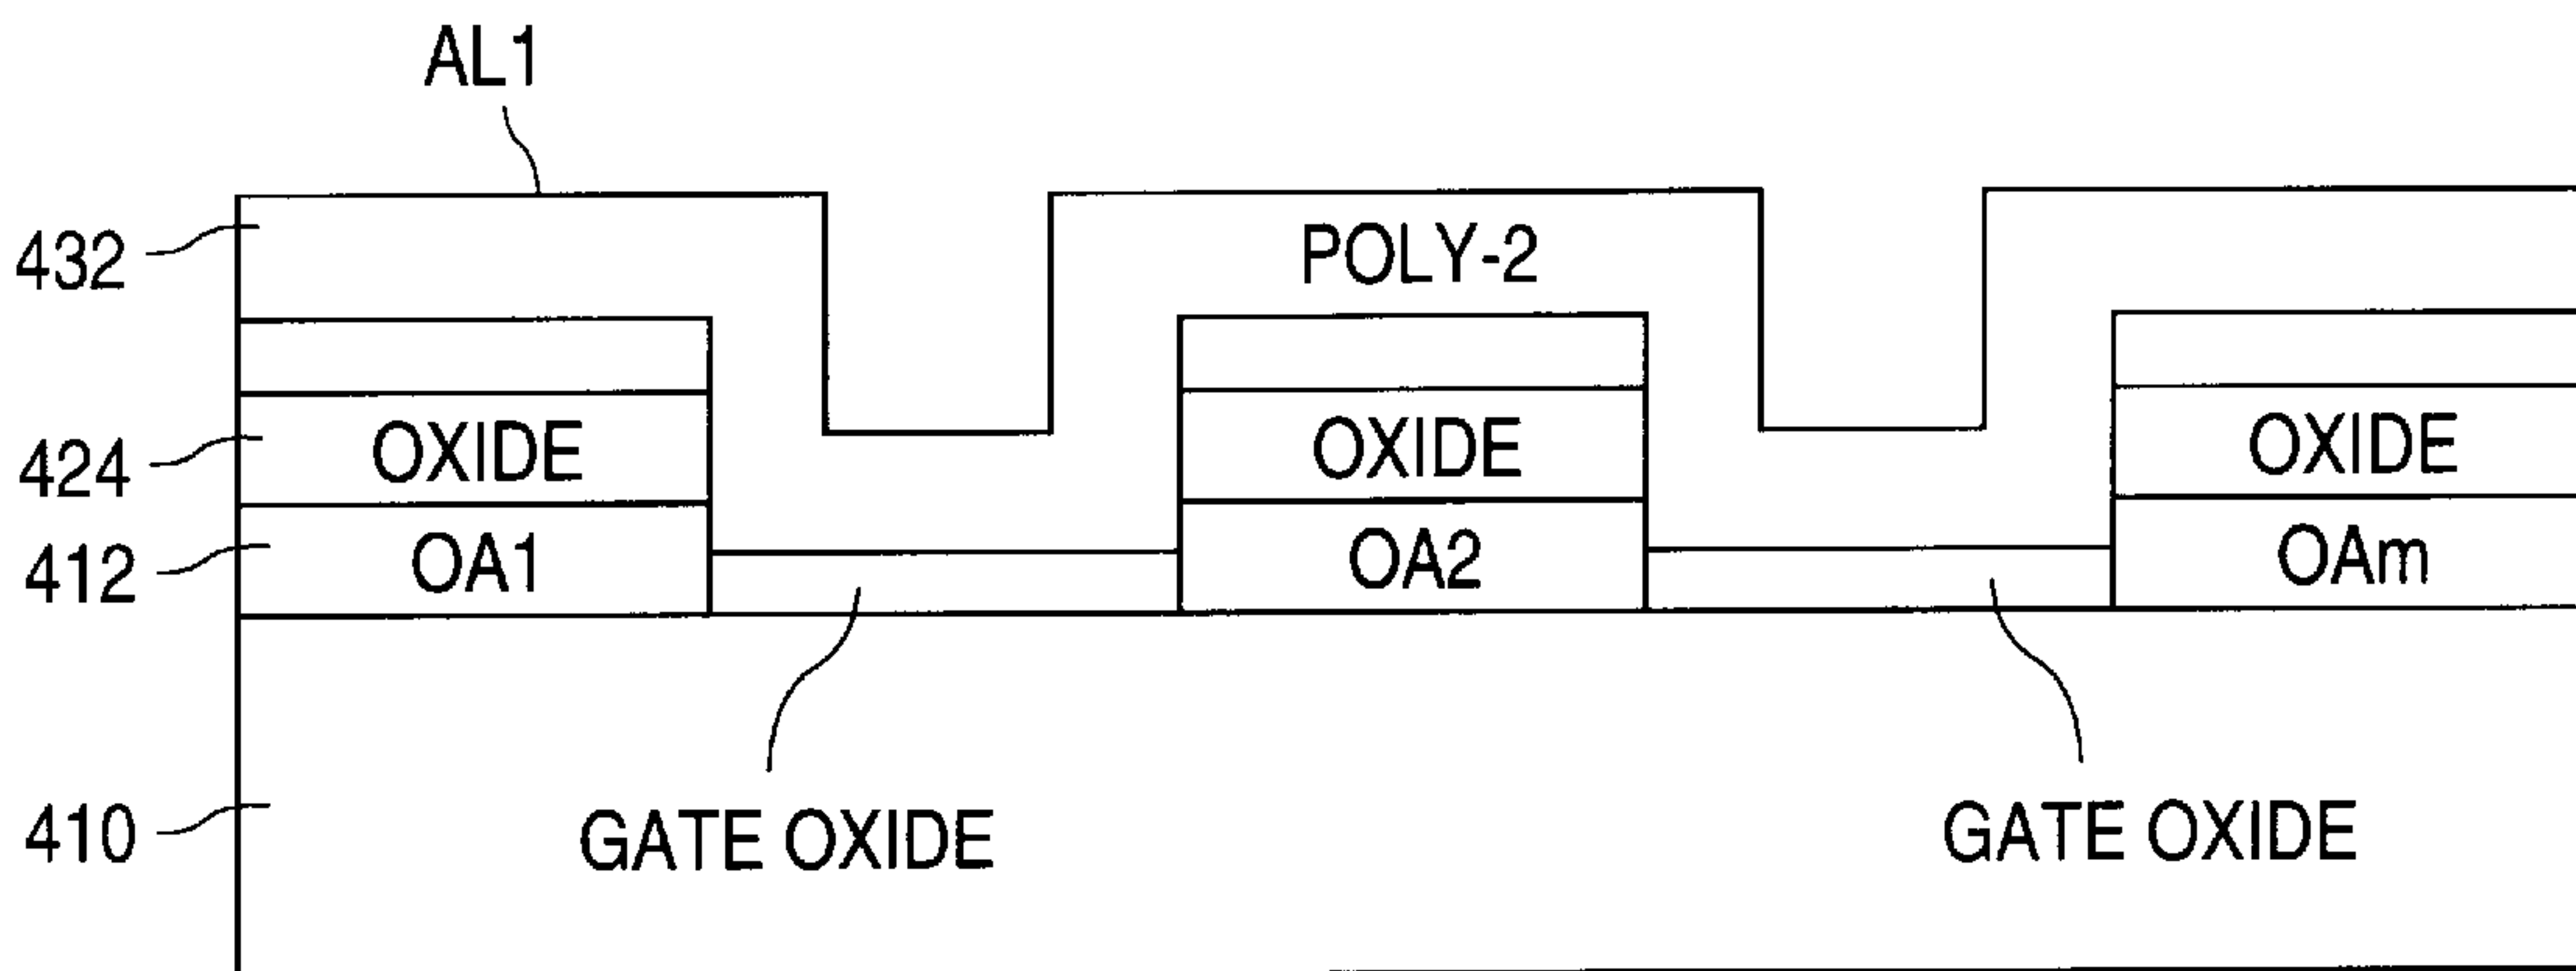 AL1
432
POLY-2
424
OXIDE
OXIDE
OXIDE
412
OA1
OA2
OAm
410
GATE OXIDE
GATE OXIDE